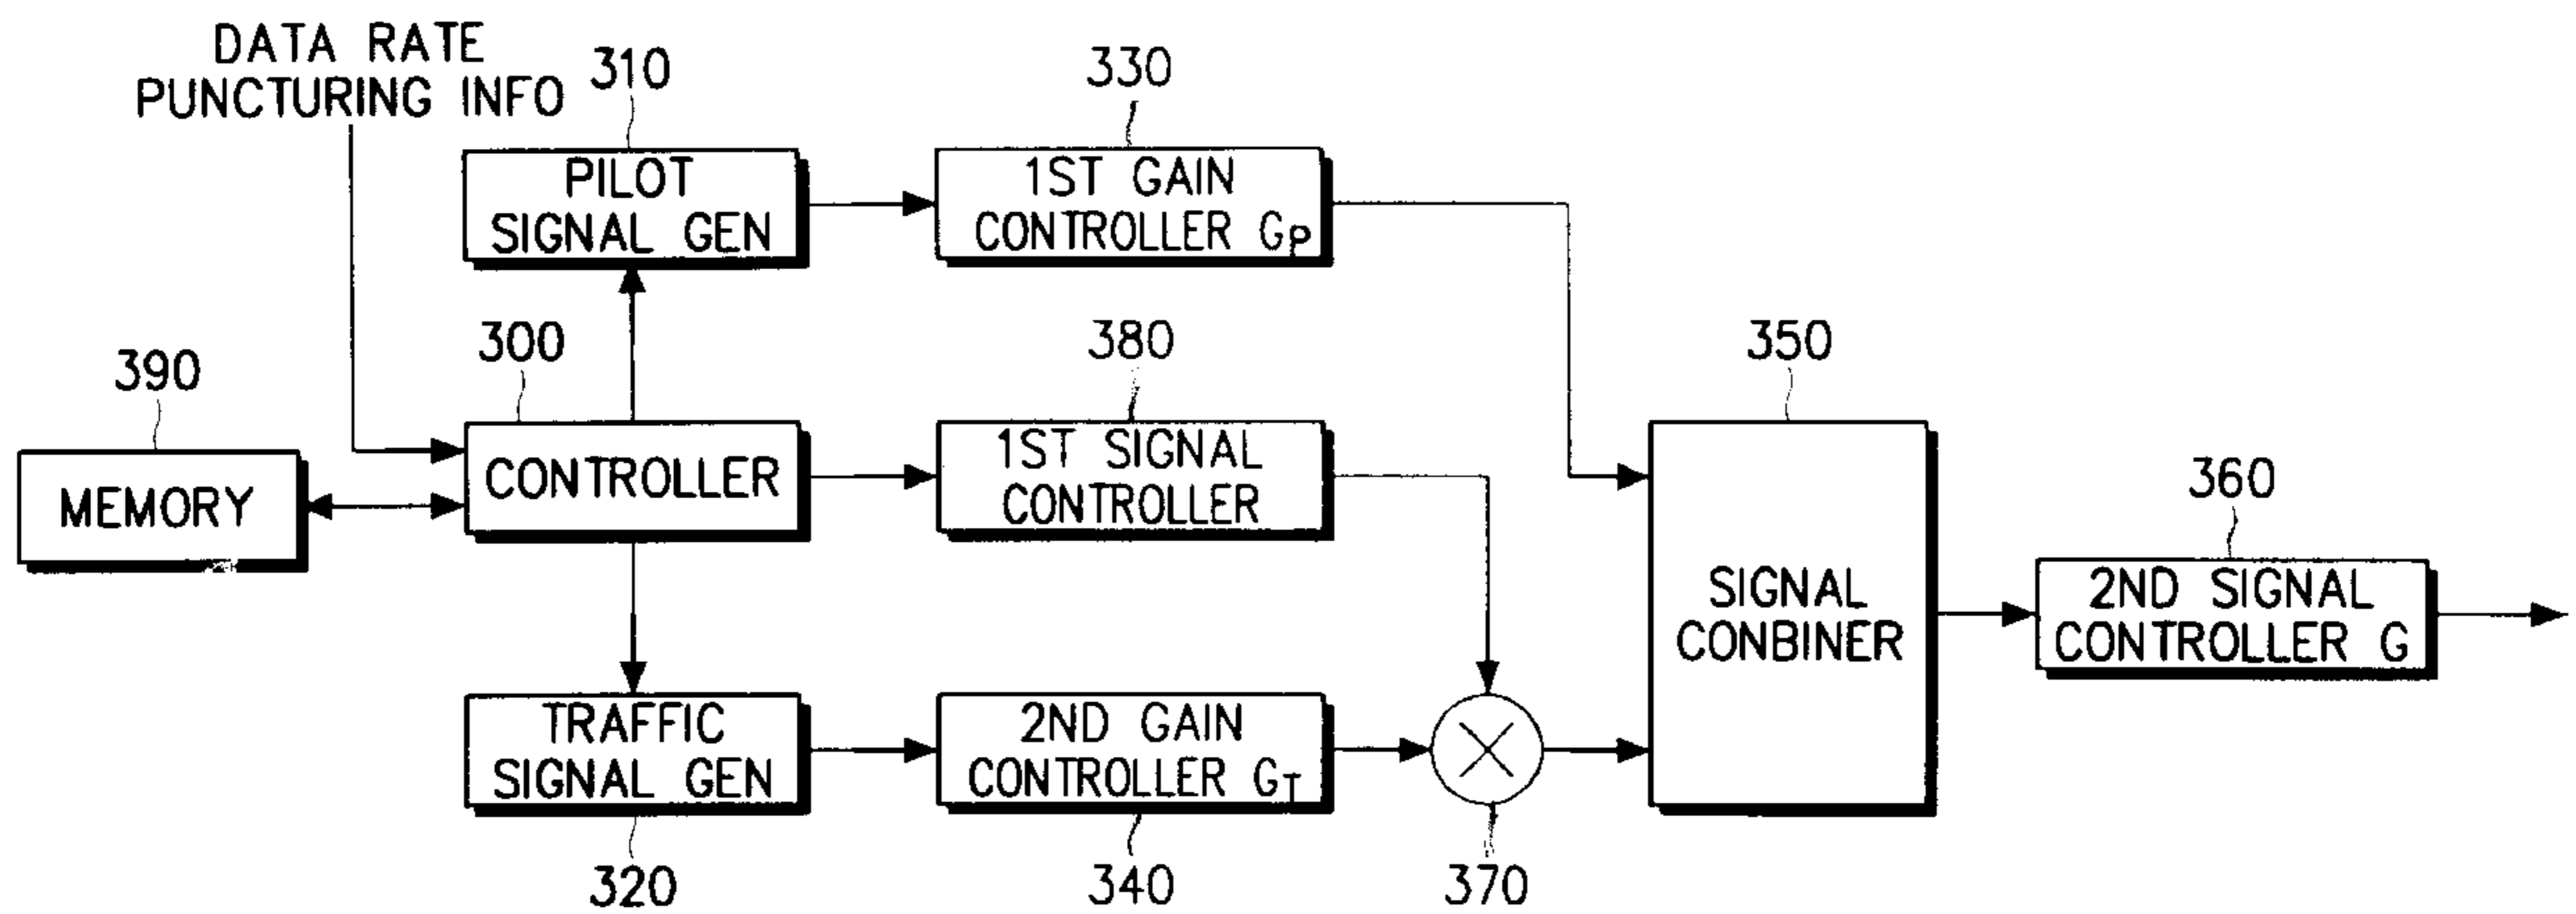 DATA RATE
PUNCTURING INFO
310
330
PILOT
SIGNAL GEN
1ST GAIN
CONTROLLER GP
390
300
380
350
MEMORY
CONTROLLER
1ST SIGNAL
CONTROLLER
SIGNAL
CONBINER
360
2ND SIGNAL
CONTROLLER G
TRAFFIC
SIGNAL GEN
2ND GAIN
CONTROLLER GT
320
340
370